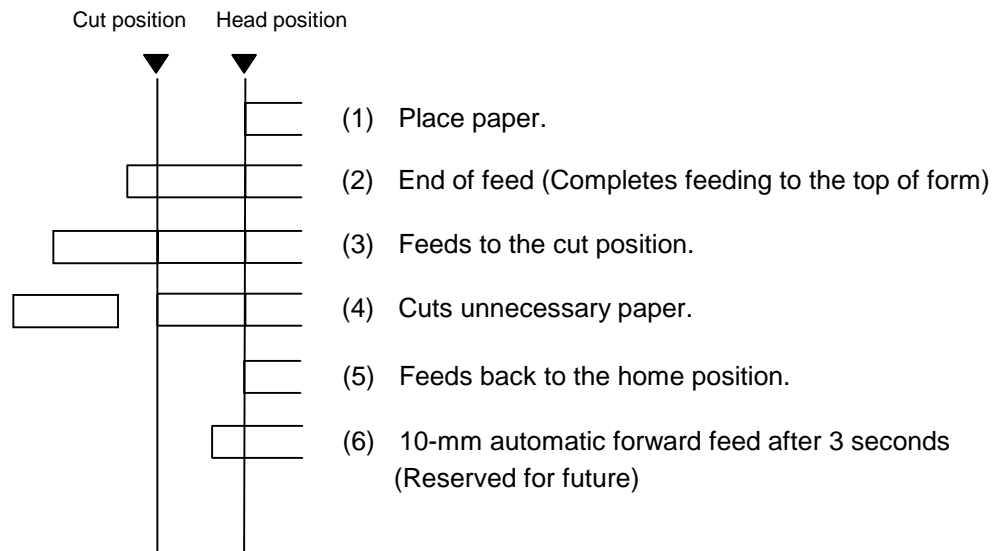 Cut position Head position
(1) Place paper.
(2) End of feed (Completes feeding to the top of form)
(3) Feeds to the cut position.
(4) Cuts unnecessary paper.
(5) Feeds back to the home position.
(6) 10-mm automatic forward feed after 3 seconds
(Reserved for future)